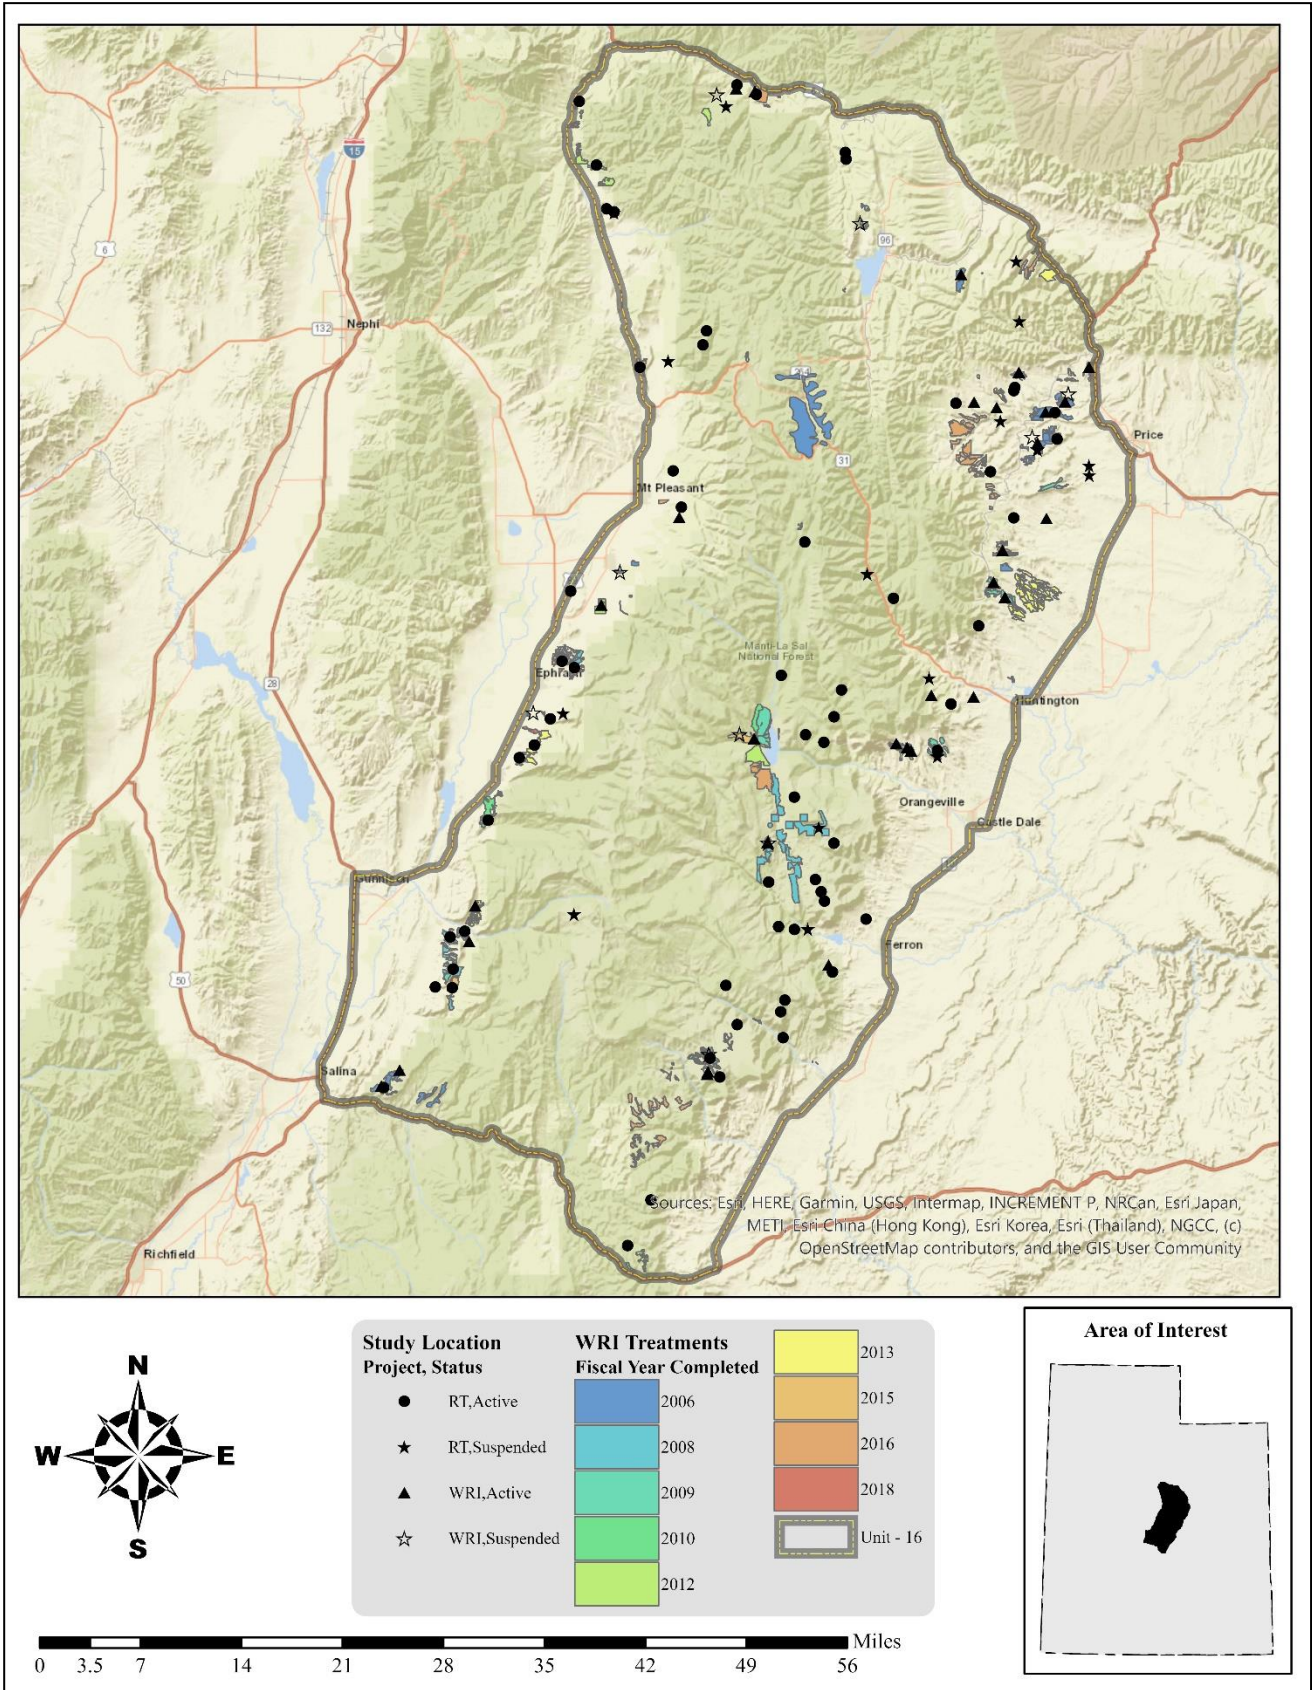 15
6
96
132
Nephi
264
Price
31
Mt Pleasant
Manti-La Sal
National Forest
Ephraim
28
Huntington
Orangeville
Castle Dale
Gunnison
Ferron
50
Salina
Sources: Esri, HERE, Garmin, USGS, Intermap, INCREMENT P, NRCan, Esri Japan,
METI, Esri China (Hong Kong), Esri Korea, Esri (Thailand), NGCC, (c)
OpenStreetMap contributors, and the GIS User Community
Richfield
N
W
E
S
Study Location
Project, Status
RT,Active
RT,Suspended
WRI,Active
WRI,Suspended
WRI Treatments
Fiscal Year Completed
2006
2008
2009
2010
2012
2013
2015
2016
2018
Unit - 16
Area of Interest
Miles
0 3.5 7 14 21 28 35 42 49 56